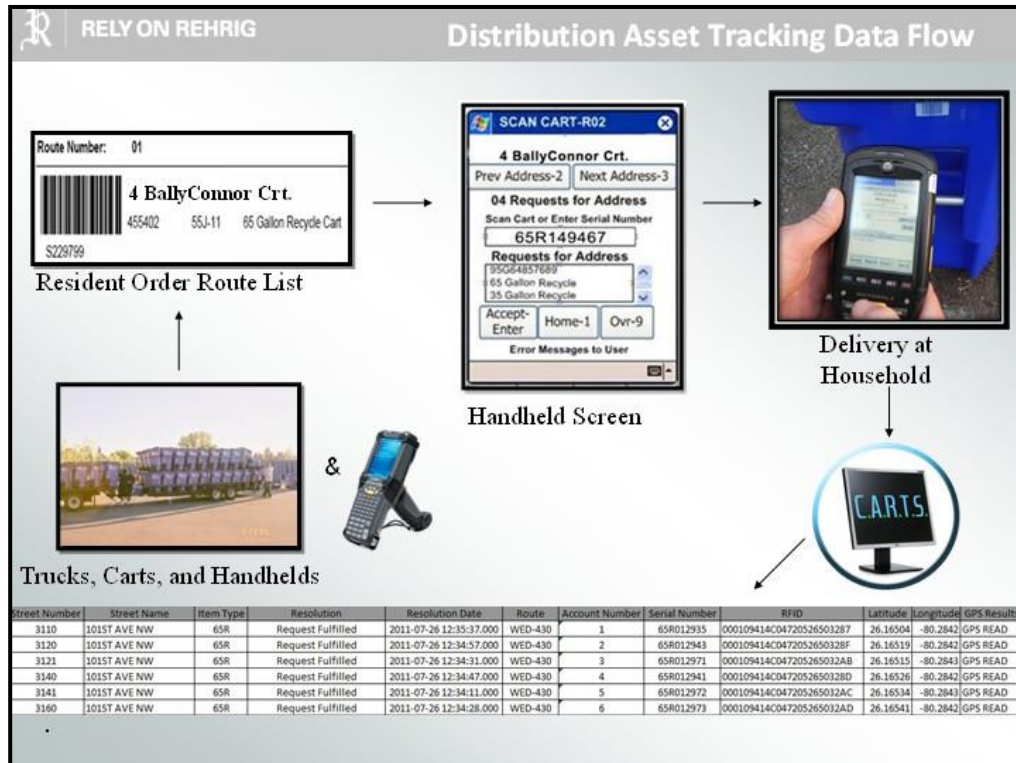 RELY ON REHRIG
Distribution Asset Tracking Data Flow
Route Number: 01
4 BallyConnor Crt.
455402 55J-11 65 Gallon Recycle Cart
S229799
Resident Order Route List
SCAN CART-R02
4 BallyConnor Crt.
Prev Address-2 Next Address-3
04 Requests for Address
Scan Cart or Enter Serial Number
65R149467
Requests for Address
95G64857689
65 Gallon Recycle
35 Gallon Recycle
Accept-Enter Home-1 Ovr-9
Error Messages to User
Handheld Screen
Delivery at
Household
&
Trucks, Carts, and Handhelds
C.A.R.T.S.
Street Number Street Name Item Type Resolution Resolution Date Route Account Number Serial Number RFID Latitude Longitude GPS Results
3110 101ST AVE NW 65R Request Fulfilled 2011-07-26 12:35:37.000 WED-430 1 65R012935 000109414C04720526503287 26.16504 -80.2842 GPS READ
3120 101ST AVE NW 65R Request Fulfilled 2011-07-26 12:34:57.000 WED-430 2 65R012943 000109414C0472052650328F 26.16519 -80.2842 GPS READ
3121 101ST AVE NW 65R Request Fulfilled 2011-07-26 12:34:31.000 WED-430 3 65R012971 000109414C047205265032AB 26.16515 -80.2843 GPS READ
3140 101ST AVE NW 65R Request Fulfilled 2011-07-26 12:34:47.000 WED-430 4 65R012941 000109414C0472052650328D 26.16526 -80.2842 GPS READ
3141 101ST AVE NW 65R Request Fulfilled 2011-07-26 12:34:11.000 WED-430 5 65R012972 000109414C047205265032AC 26.16534 -80.2843 GPS READ
3160 101ST AVE NW 65R Request Fulfilled 2011-07-26 12:34:28.000 WED-430 6 65R012973 000109414C047205265032AD 26.16541 -80.2842 GPS READ